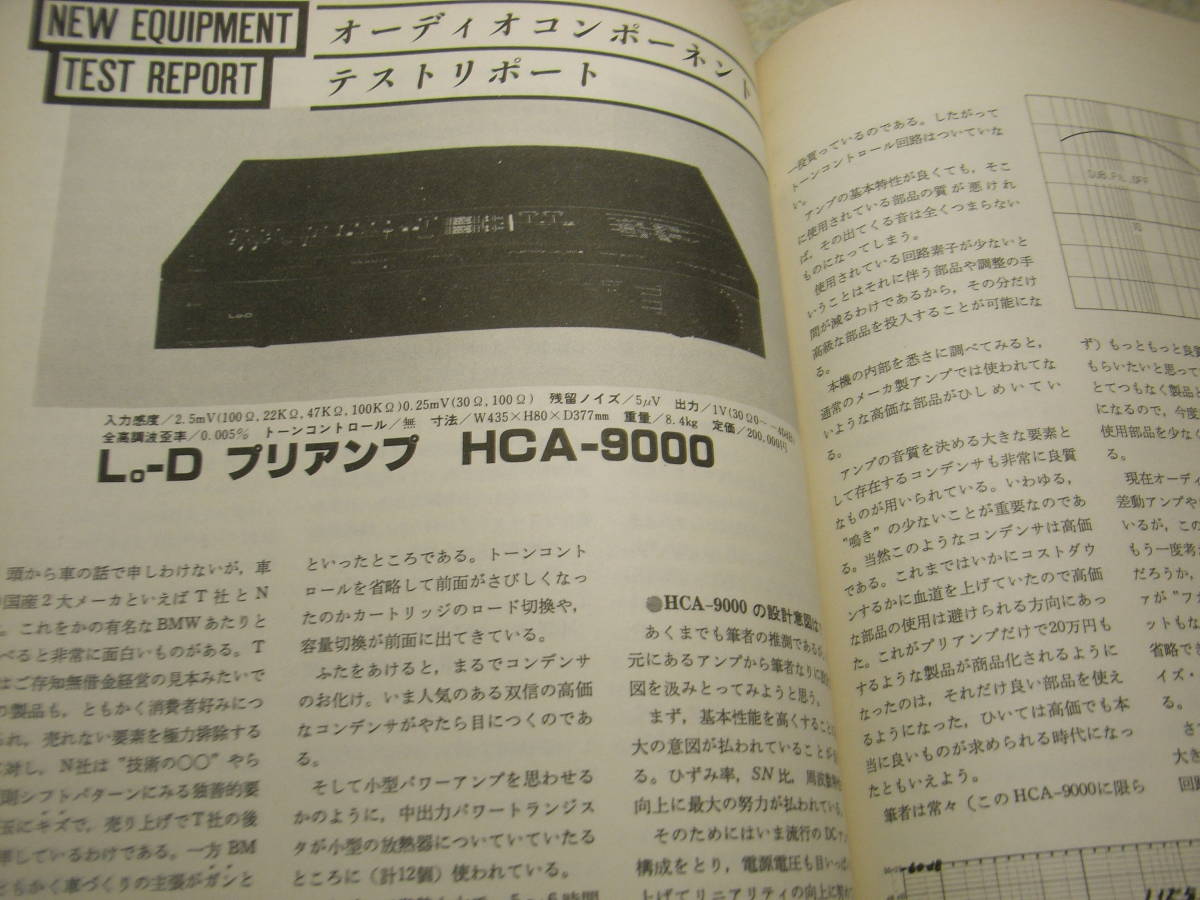 NEW EQUIPMENT
TEST REPORT
オーディオコンポーネント
テストリポート
Lo-D
入力感度/2.5mV(100Ω, 22KΩ, 47KΩ, 100KΩ)0.25mV(30Ω, 100Ω) 残留ノイズ/5μV 出力/1V(30Ω
全高調波歪率/0.005% トーンコントロール/無 寸法/W435×H80×D377mm 重量/8.4kg 定価/200,000円
Lo-D プリアンプ HCA-9000
頭から車の話で申しわけないが，車
国産2大メーカといえばT社とN
。これをかの有名なBMWあたりと
べると非常に面白いものがある。T
はご存知無借金経営の見本みたいで
の製品も，ともかく消費者好みにつ
られ，売れない要素を極力排除する
対し，N社は“技術の〇〇”やら
則シフトパターンにみる独善的要
玉にキズで，売り上げでT社の後
しているわけである。一方BM
ともかく車づくりの主張がガンと
といったところである。トーンコント
ロールを省略して前面がさびしくなっ
たのかカートリッジのロード切換や，
容量切換が前面に出てきている。
ふたをあけると，まるでコンデンサ
のお化け。いま人気のある双信の高価
なコンデンサがやたら目につくのであ
る。
そして小型パワーアンプを思わせる
かのように，中出力パワートランジス
タが小型の放熱器についていていたる
ところに（計12個）使われている。
5～6時間
●HCA-9000の設計意図は
あくまでも筆者の推測であるが
元にあるアンプから筆者なりに設
図を汲みとってみようと思う。
まず，基本性能を高くすること
大の意図が払われていることが
る。ひずみ率，SN比，周波数特
向上に最大の努力が払われている。
そのためにはいま流行のDCア
構成をとり，電源電圧も目いっぱ
上げてリニアリティの向上に
一役買っているのである。したがって
トーンコントロール回路はついていな
い。
アンプの基本特性が良くても，そこ
に使用されている部品の質が悪けれ
ば，その出てくる音は全くつまらない
ものになってしまう。
使用されている回路素子が少ないと
いうことはそれに伴う部品や調整の手
間が減るわけであるから，その分だけ
高級な部品を投入することが可能にな
る。
本機の内部を悉さに調べてみると，
通常のメーカ製アンプでは使われてな
いような高価な部品がひしめいてい
る。
アンプの音質を決める大きな要素と
して存在するコンデンサも非常に良質
なものが用いられている。いわゆる，
“鳴き”の少ないことが重要なのであ
る。当然このようなコンデンサは高価
である。これまではいかにコストダウ
ンするかに血道を上げていたので高価
な部品の使用は避けられる方向にあっ
た。これがプリアンプだけで20万円も
するような製品が商品化されるように
なったのは，それだけ良い部品を使え
るようになった，ひいては高価でも本
当に良いものが求められる時代になっ
たともいえよう。
筆者は常々（このHCA-9000に限ら
SUB. FIL. OFF
ず）もっともっと良質
もらいたいと思って
とてつもなく製品と
になるので，今度
使用部品を少なく
る。
現在オーディ
差動アンプや
いるが，この
もう一度考
だろうか，
ァが“フォ
ットもな
省略でき
イズ・
る。
さ
大き
回路
-60dB